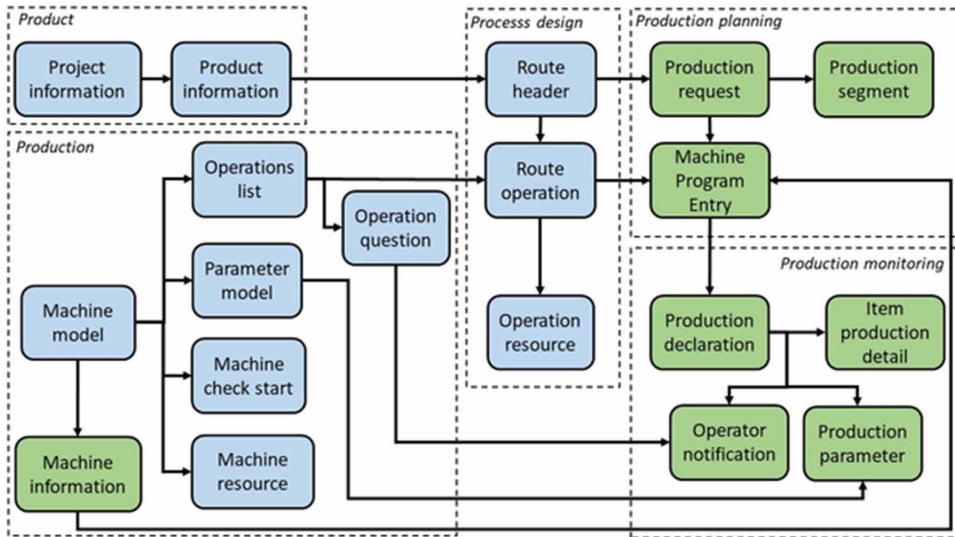 Product
Project
information
Product
information
Processs design
Route
header
Route
operation
Operation
resource
Production planning
Production
request
Production
segment
Machine
Program
Entry
Production
Operations
list
Operation
question
Parameter
model
Machine
model
Machine
check start
Machine
information
Machine
resource
Production monitoring
Production
declaration
Item
production
detail
Operator
notification
Production
parameter